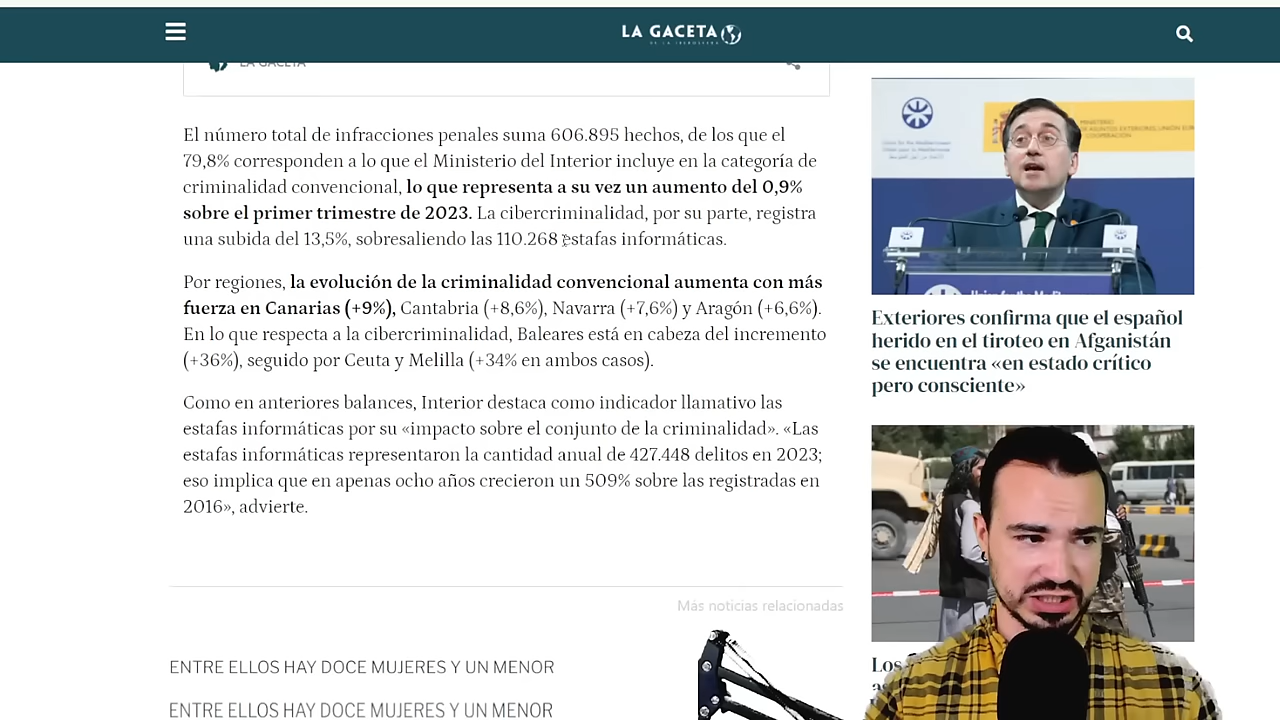 LA GACETA
LA GACETA
El número total de infracciones penales suma 606.895 hechos, de los que el
79,8% corresponden a lo que el Ministerio del Interior incluye en la categoría de
criminalidad convencional, lo que representa a su vez un aumento del 0,9%
sobre el primer trimestre de 2023. La cibercriminalidad, por su parte, registra
una subida del 13,5%, sobresaliendo las 110.268 estafas informáticas.
Por regiones, la evolución de la criminalidad convencional aumenta con más
fuerza en Canarias (+9%), Cantabria (+8,6%), Navarra (+7,6%) y Aragón (+6,6%).
En lo que respecta a la cibercriminalidad, Baleares está en cabeza del incremento
(+36%), seguido por Ceuta y Melilla (+34% en ambos casos).
Como en anteriores balances, Interior destaca como indicador llamativo las
estafas informáticas por su «impacto sobre el conjunto de la criminalidad». «Las
estafas informáticas representaron la cantidad anual de 427.448 delitos en 2023;
eso implica que en apenas ocho años crecieron un 509% sobre las registradas en
2016», advierte.
Más noticias relacionadas
ENTRE ELLOS HAY DOCE MUJERES Y UN MENOR
ENTRE ELLOS HAY DOCE MUJERES Y UN MENOR
MINISTERIO
Exteriores confirma que el español
herido en el tiroteo en Afganistán
se encuentra «en estado crítico
pero consciente»
Los